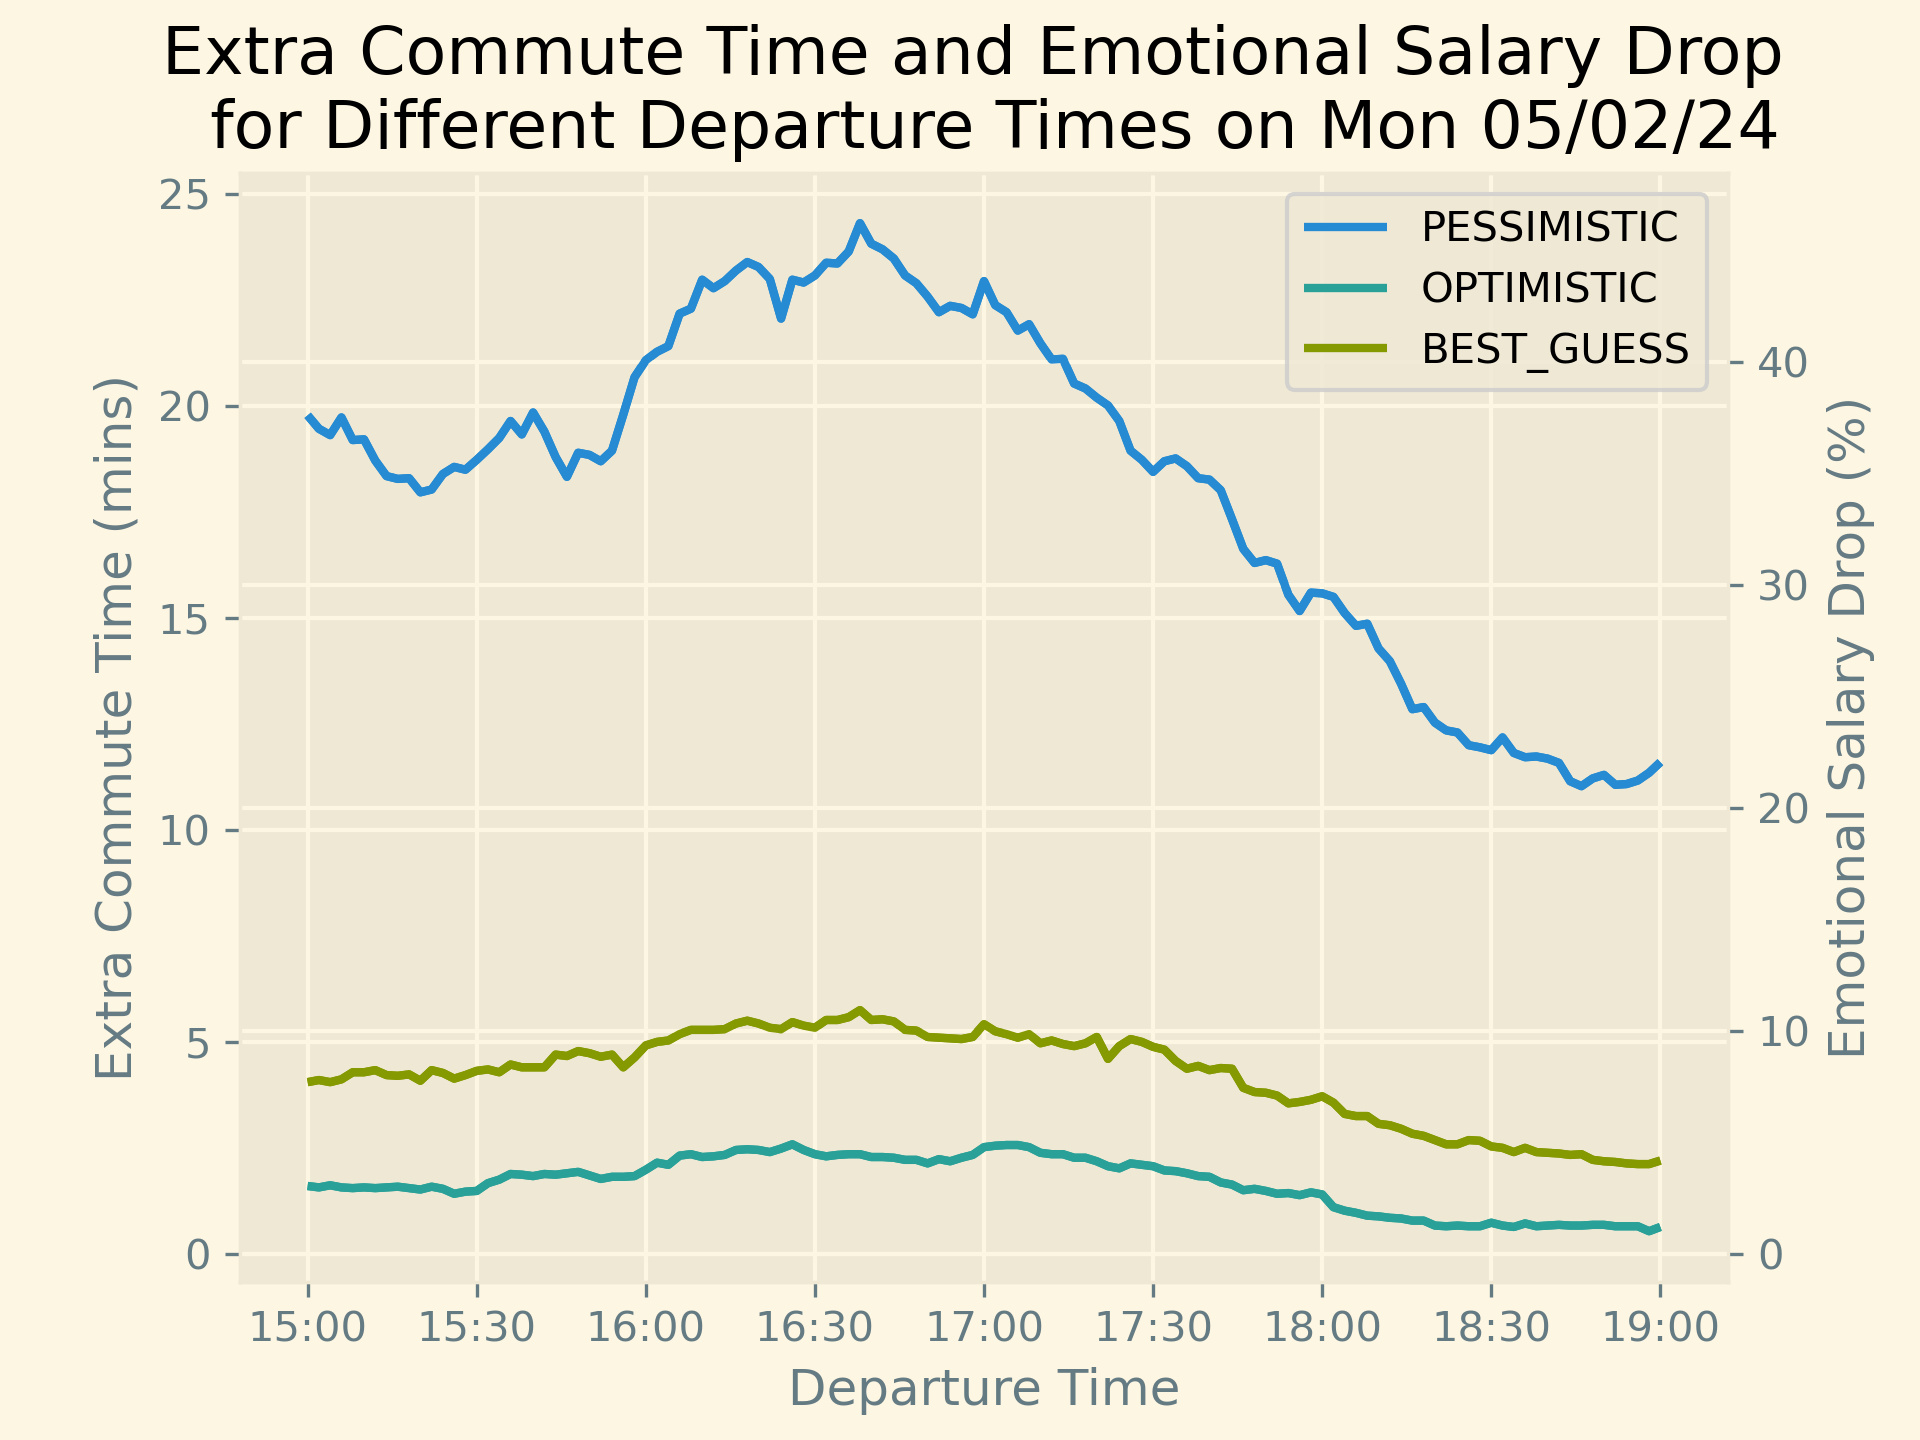 Extra Commute Time and Emotional Salary Drop
for Different Departure Times on Mon 05/02/24
PESSIMISTIC
OPTIMISTIC
BEST_GUESS
Extra Commute Time (mins)
25
20
15
10
5
0
Emotional Salary Drop (%)
40
30
20
10
0
15:00 15:30 16:00 16:30 17:00 17:30 18:00 18:30 19:00
Departure Time